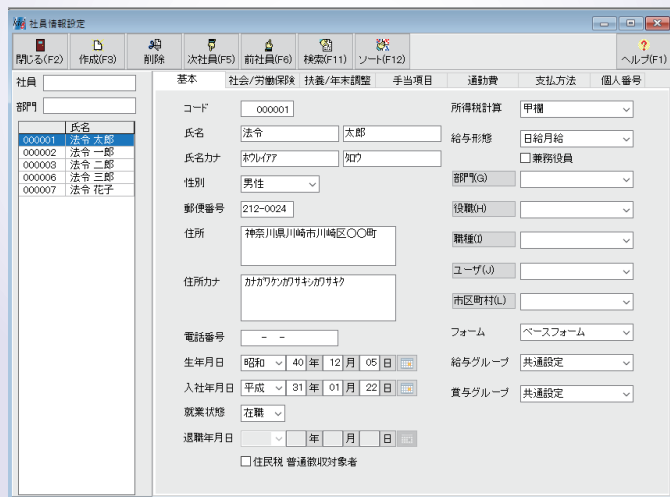 社員情報設定
閉じる(F2) 作成(F3) 削除 次社員(F5) 前社員(F6) 検索(F11) ソート(F12) ヘルプ(F1)
社員
部門
氏名
000001 法令 太郎
000002 法令 一郎
000003 法令 二郎
000006 法令 三郎
000007 法令 花子
基本 社会/労働保険 扶養/年末調整 手当項目 通勤費 支払方法 個人番号
コード 000001
氏名 法令 太郎
氏名カナ ﾎｳﾚｲｱｱ ﾀﾛｳ
性別 男性
郵便番号 212-0024
住所 神奈川県川崎市川崎区〇〇町
住所カナ ｶﾅｶﾞﾜｹﾝｶﾜｻｷｼｶﾜｻｷｸ
電話番号 - -
生年月日 昭和 40 年 12 月 05 日
入社年月日 平成 31 年 01 月 22 日
就業状態 在職
退職年月日 年 月 日
住民税 普通徴収対象者
所得税計算 甲欄
給与形態 日給月給
兼務役員
部門(G)
役職(H)
職種(I)
ユーザ(J)
市区町村(L)
フォーム ベースフォーム
給与グループ 共通設定
賞与グループ 共通設定